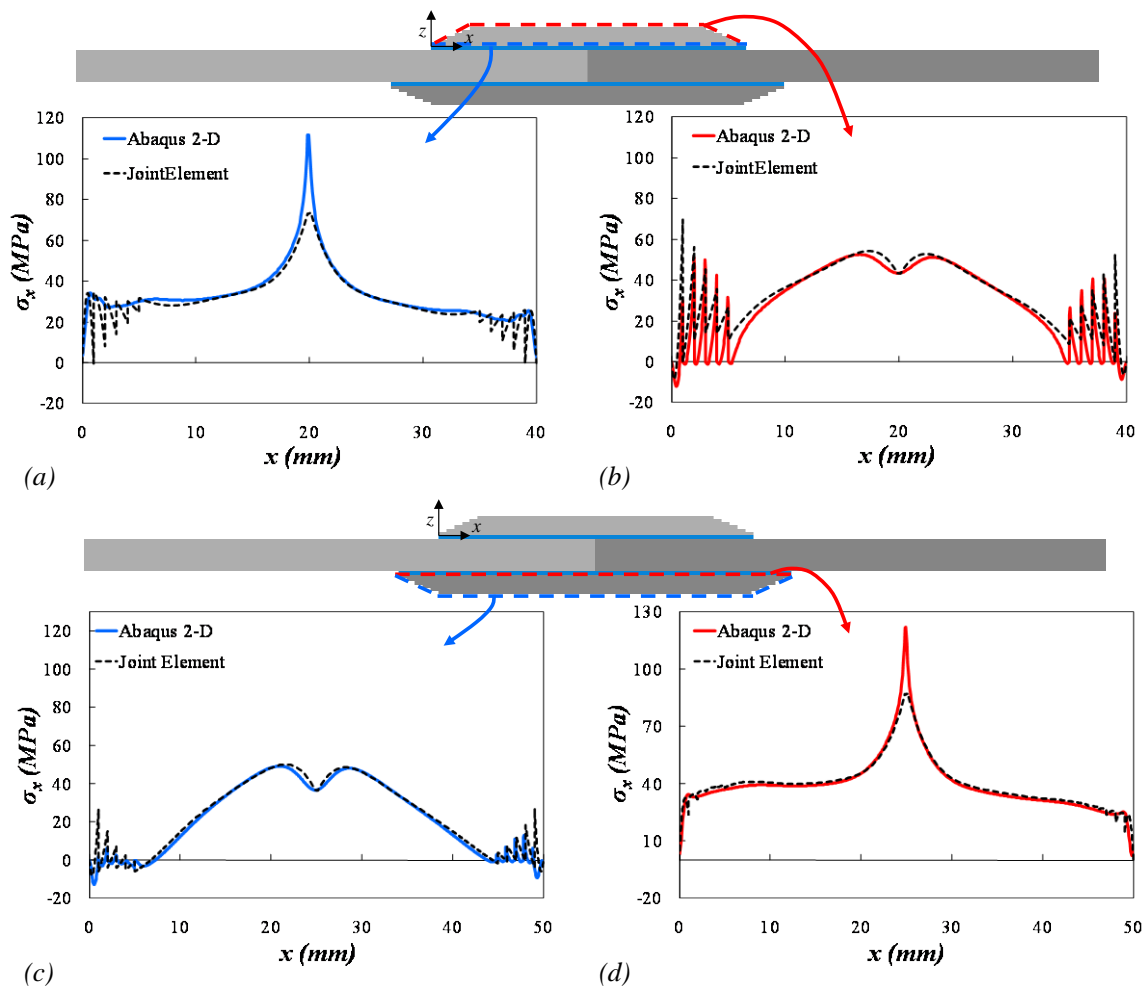 z
x
120
100
80
60
40
20
0
-20
Abaqus 2-D
JointElement
σx (MPa)
0 10 20 30 40
x (mm)
(a)
120
100
80
60
40
20
0
-20
Abaqus 2-D
JointElement
σx (MPa)
0 10 20 30 40
x (mm)
(b)
z
x
120
100
80
60
40
20
0
-20
Abaqus 2-D
Joint Element
σx (MPa)
0 10 20 30 40 50
x (mm)
(c)
130
100
70
40
10
-20
Abaqus 2-D
Joint Element
σx (MPa)
0 10 20 30 40 50
x (mm)
(d)